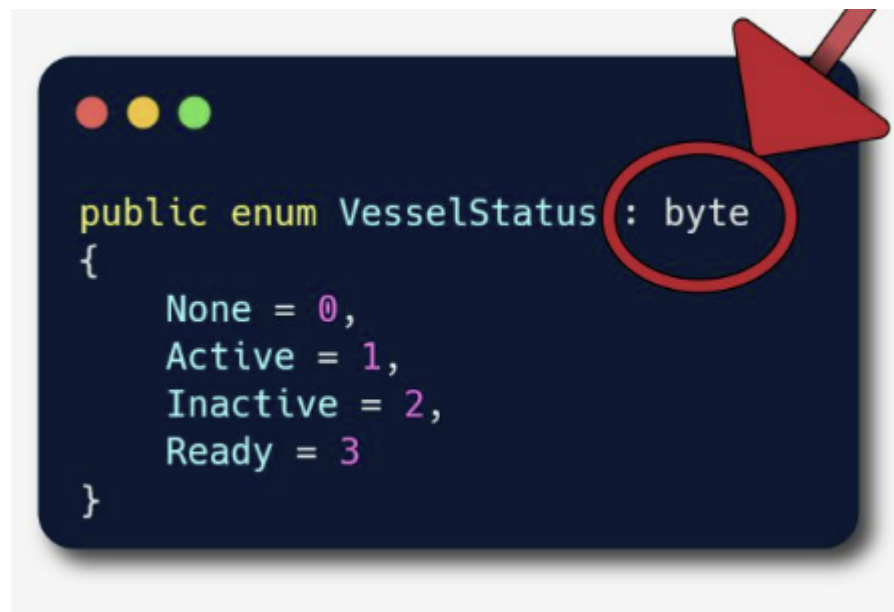 public enum VesselStatus : byte
{
    None = 0,
    Active = 1,
    Inactive = 2,
    Ready = 3
}